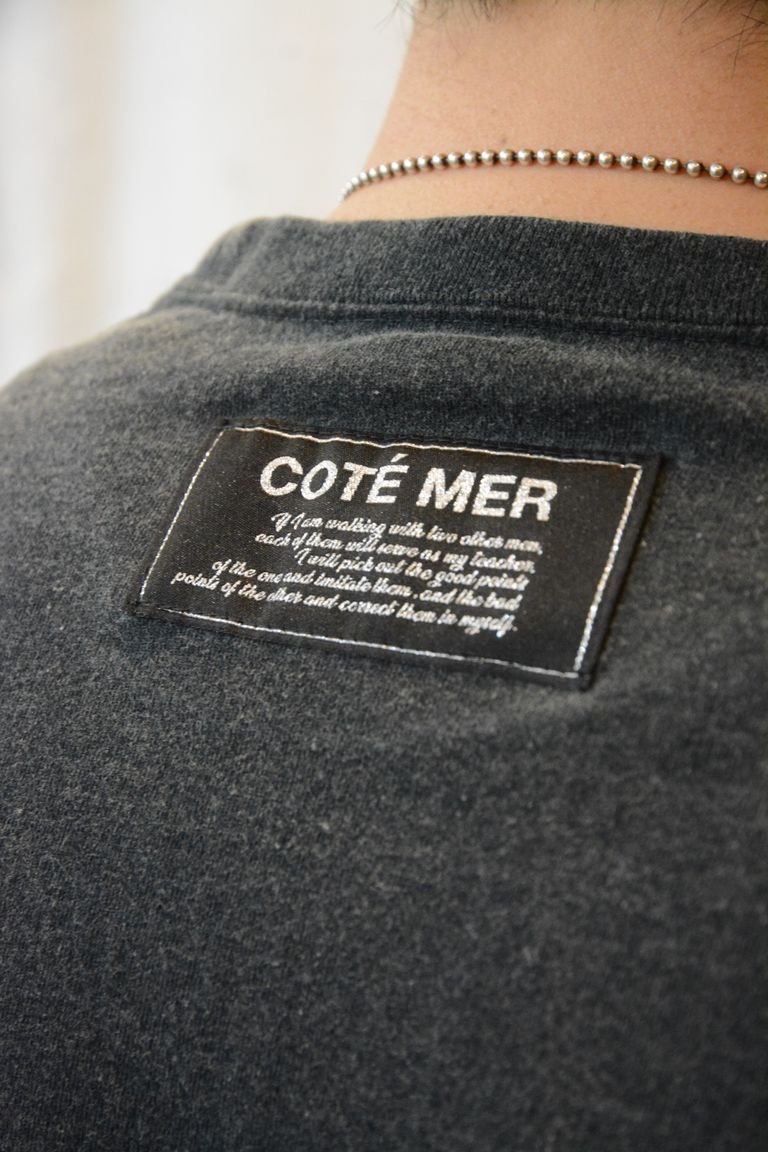 COTÉ MER
If I am walking with two other men,
each of them will serve as my teacher.
I will pick out the good points
of the one and imitate them, and the bad
points of the other and correct them in myself.